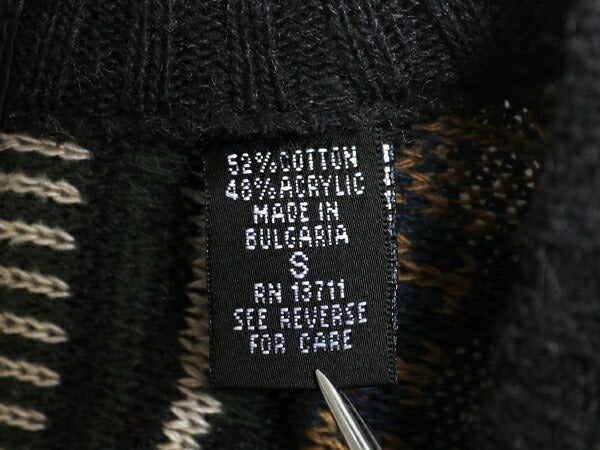 52% COTTON
48% ACRYLIC
MADE IN
BULGARIA
S
RN 13711
SEE REVERSE
FOR CARE